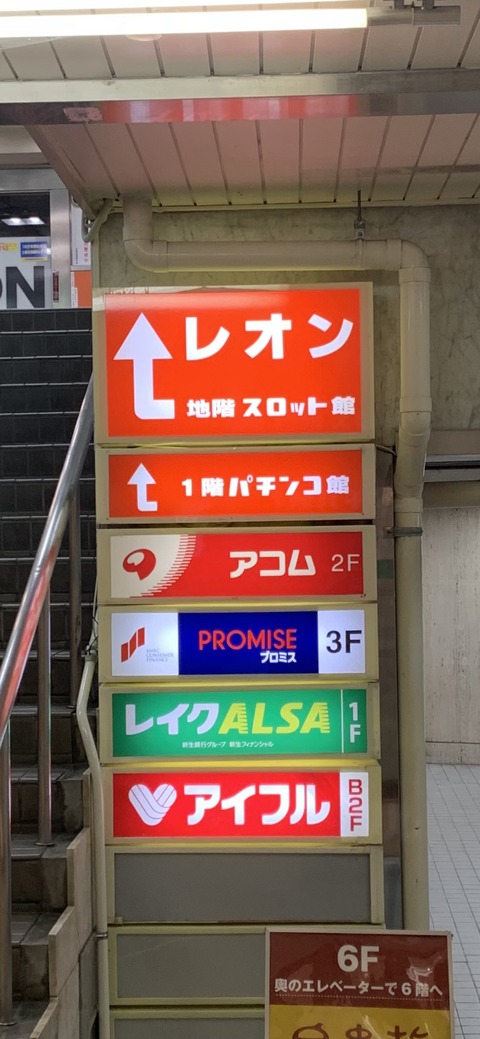 ON
レオン
地階スロット館
1階パチンコ館
アコム 2F
SMBC CONSUMER FINANCE
PROMISE
プロミス
3F
レイクALSA
1F
新生銀行グループ 新生フィナンシャル
アイフル
B2F
6F
奥のエレベーターで6階へ